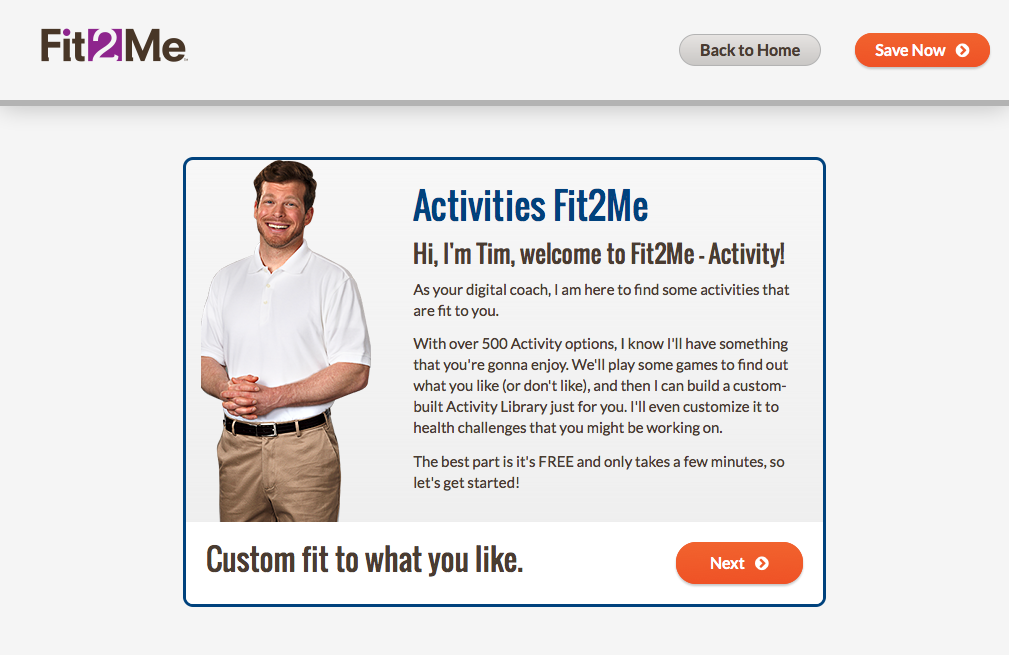 Fit2Me
Back to Home
Save Now
Activities Fit2Me
Hi, I'm Tim, welcome to Fit2Me - Activity!
As your digital coach, I am here to find some activities that
are fit to you.
With over 500 Activity options, I know I'll have something
that you're gonna enjoy. We'll play some games to find out
what you like (or don't like), and then I can build a custom-
built Activity Library just for you. I'll even customize it to
health challenges that you might be working on.
The best part is it's FREE and only takes a few minutes, so
let's get started!
Custom fit to what you like.
Next